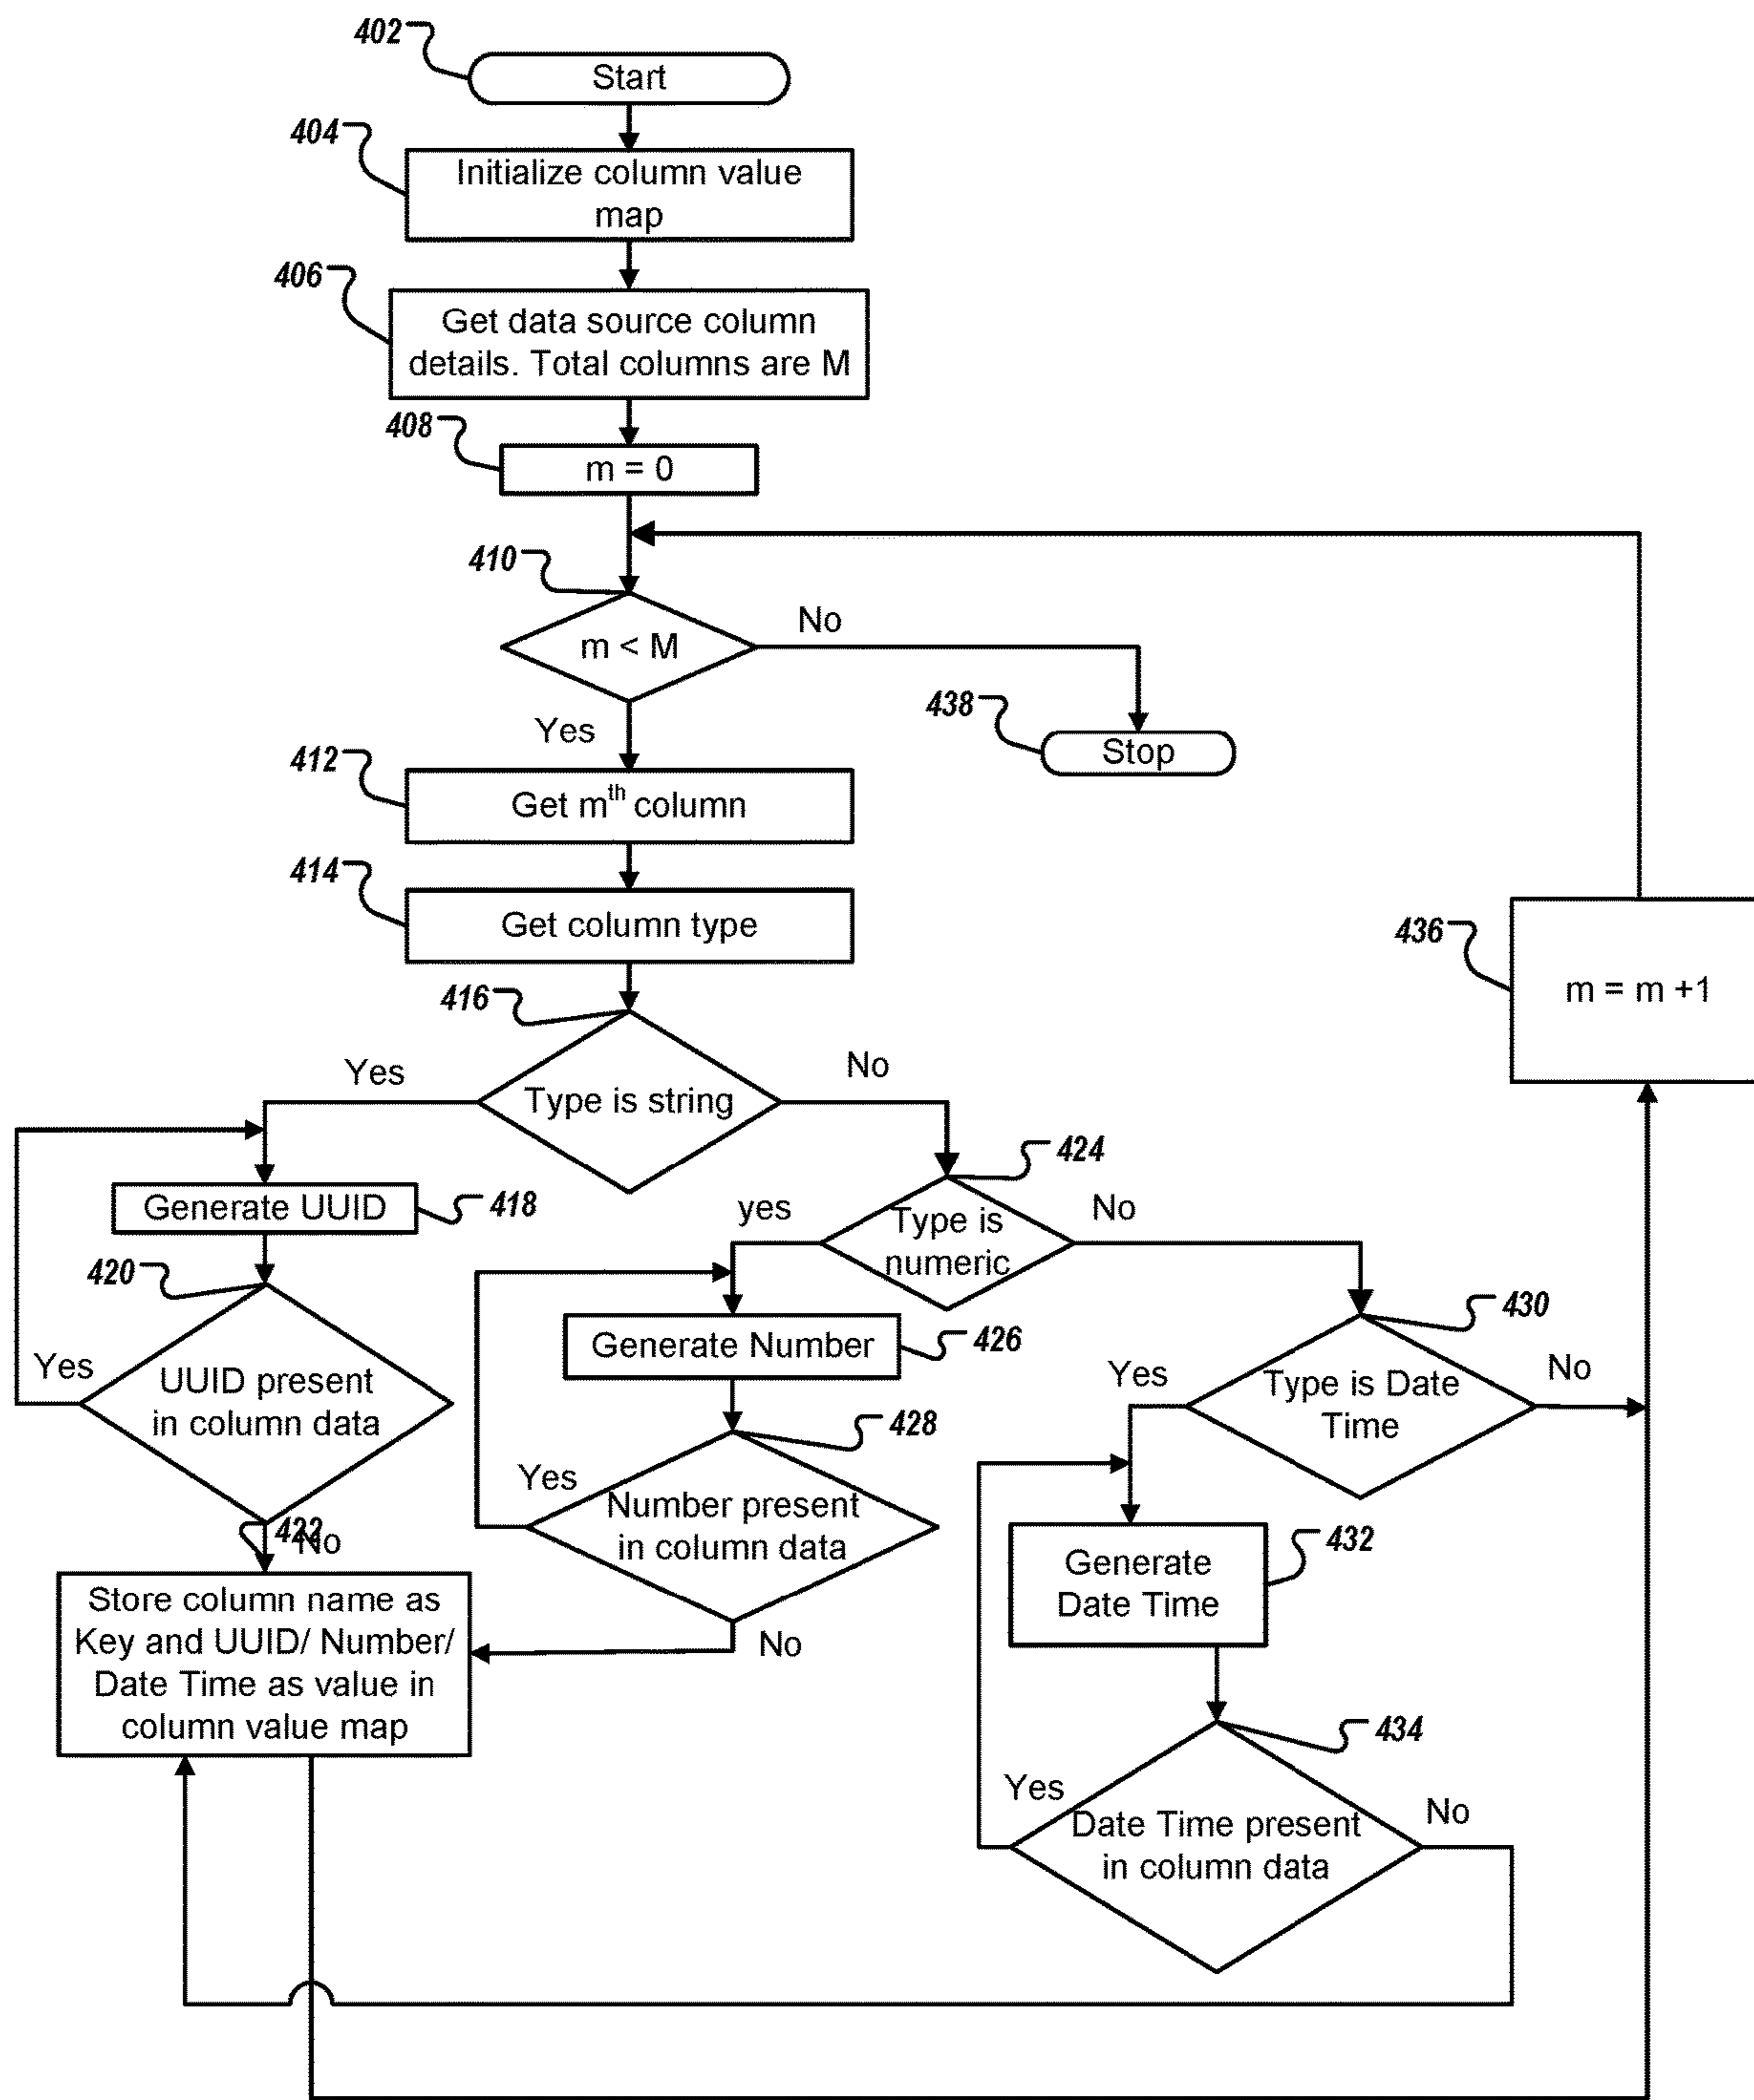 402
Start
404
Initialize column value
map
406
Get data source column
details. Total columns are M
408
m = 0
410
m < M
No
Yes
438
Stop
412
Get mth column
414
Get column type
436
m = m +1
416
Type is string
Yes
No
424
Type is
numeric
yes
No
Generate UUID
418
420
UUID present
in column data
Yes
422
No
Generate Number
426
428
Number present
in column data
Yes
No
430
Type is Date
Time
Yes
No
Generate
Date Time
432
434
Date Time present
in column data
Yes
No
Store column name as
Key and UUID/ Number/
Date Time as value in
column value map